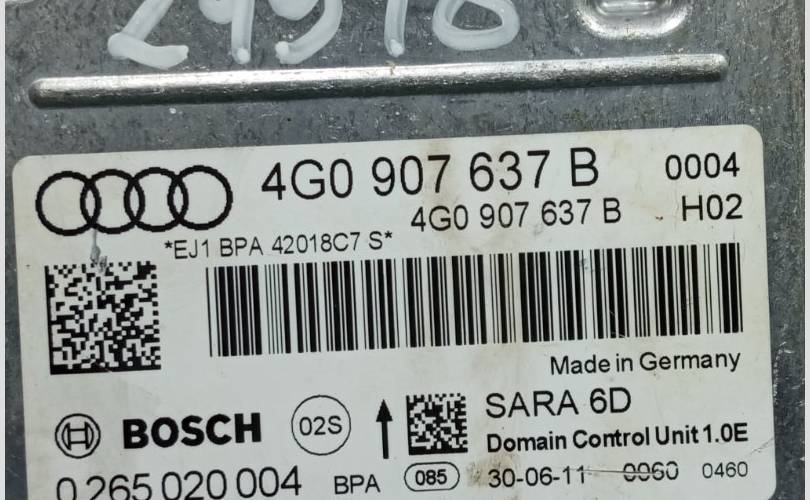 4G0 907 637 B 0004
4G0 907 637 B H02
*EJ1 BPA 42018C7 S*
Made in Germany
SARA 6D
BOSCH 02S
Domain Control Unit 1.0E
0 265 020 004 BPA 085 30-06-11 0060 0460